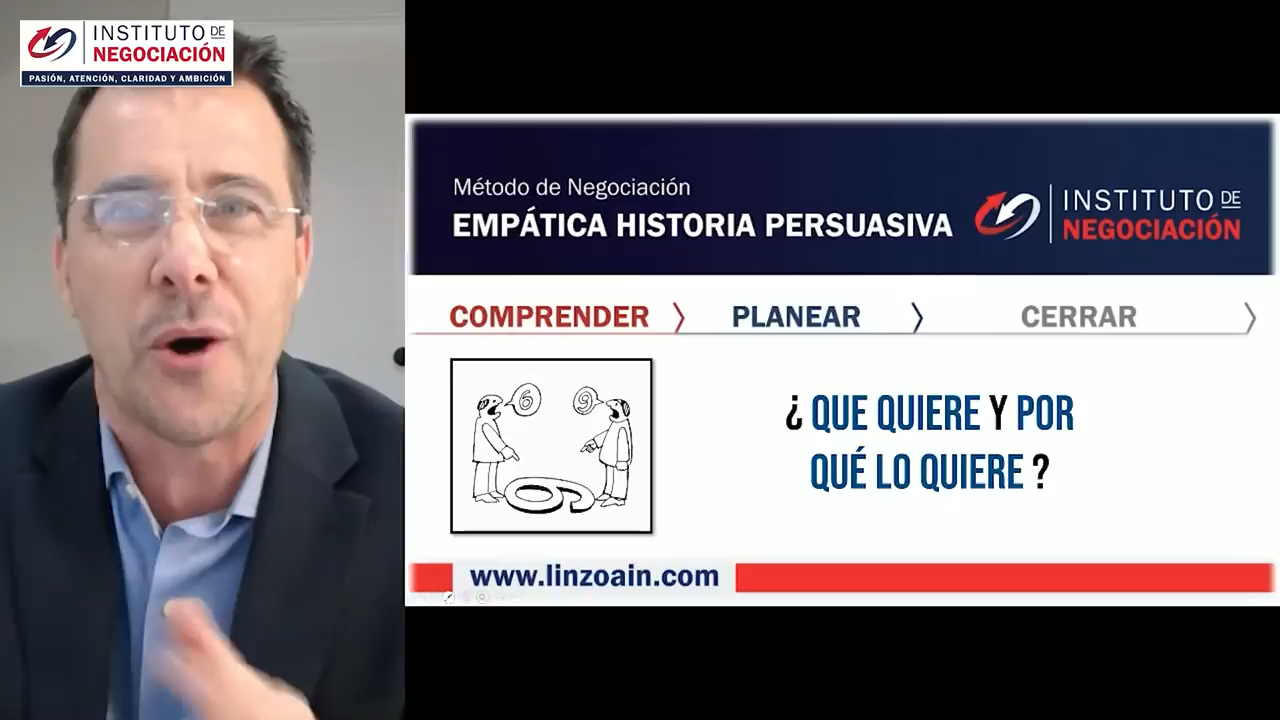 INSTITUTO DE
NEGOCIACIÓN
PASIÓN, ATENCIÓN, CLARIDAD Y AMBICIÓN
Método de Negociación
EMPÁTICA HISTORIA PERSUASIVA
INSTITUTO DE
NEGOCIACIÓN
COMPRENDER
PLANEAR
CERRAR
6
9
6
¿ QUE QUIERE Y POR
QUÉ LO QUIERE ?
www.linzoain.com